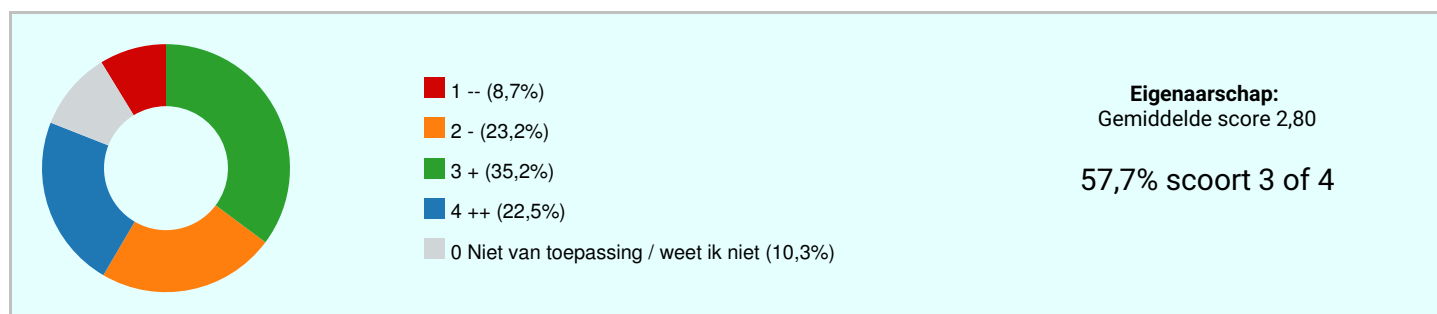 1 -- (8,7%)
2 - (23,2%)
3 + (35,2%)
4 ++ (22,5%)
0 Niet van toepassing / weet ik niet (10,3%)
Eigenaarschap:
Gemiddelde score 2,80
57,7% scoort 3 of 4